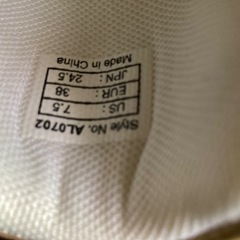 Style No. AL0702
US: 7.5
EUR: 38
JPN: 24.5
Made in China